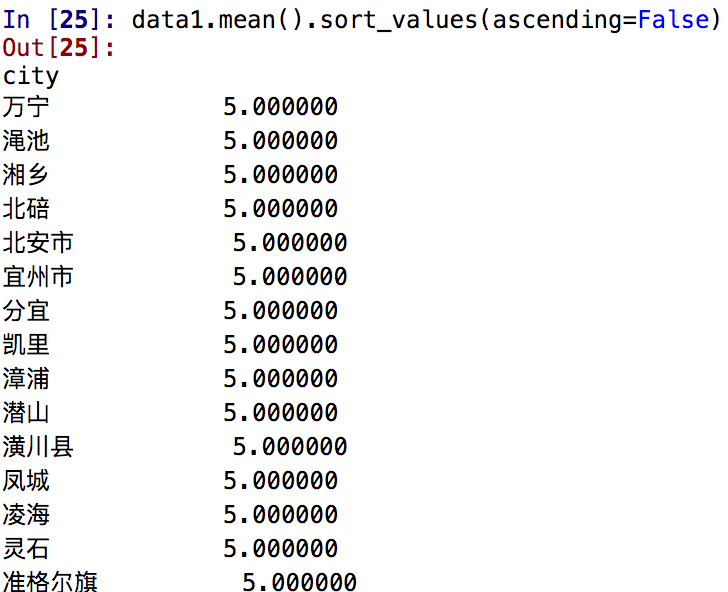 In [25]: data1.mean().sort_values(ascending=False)
Out[25]:
city
万宁 5.000000
渑池 5.000000
湘乡 5.000000
北碚 5.000000
北安市 5.000000
宜州市 5.000000
分宜 5.000000
凯里 5.000000
漳浦 5.000000
潜山 5.000000
潢川县 5.000000
凤城 5.000000
凌海 5.000000
灵石 5.000000
准格尔旗 5.000000